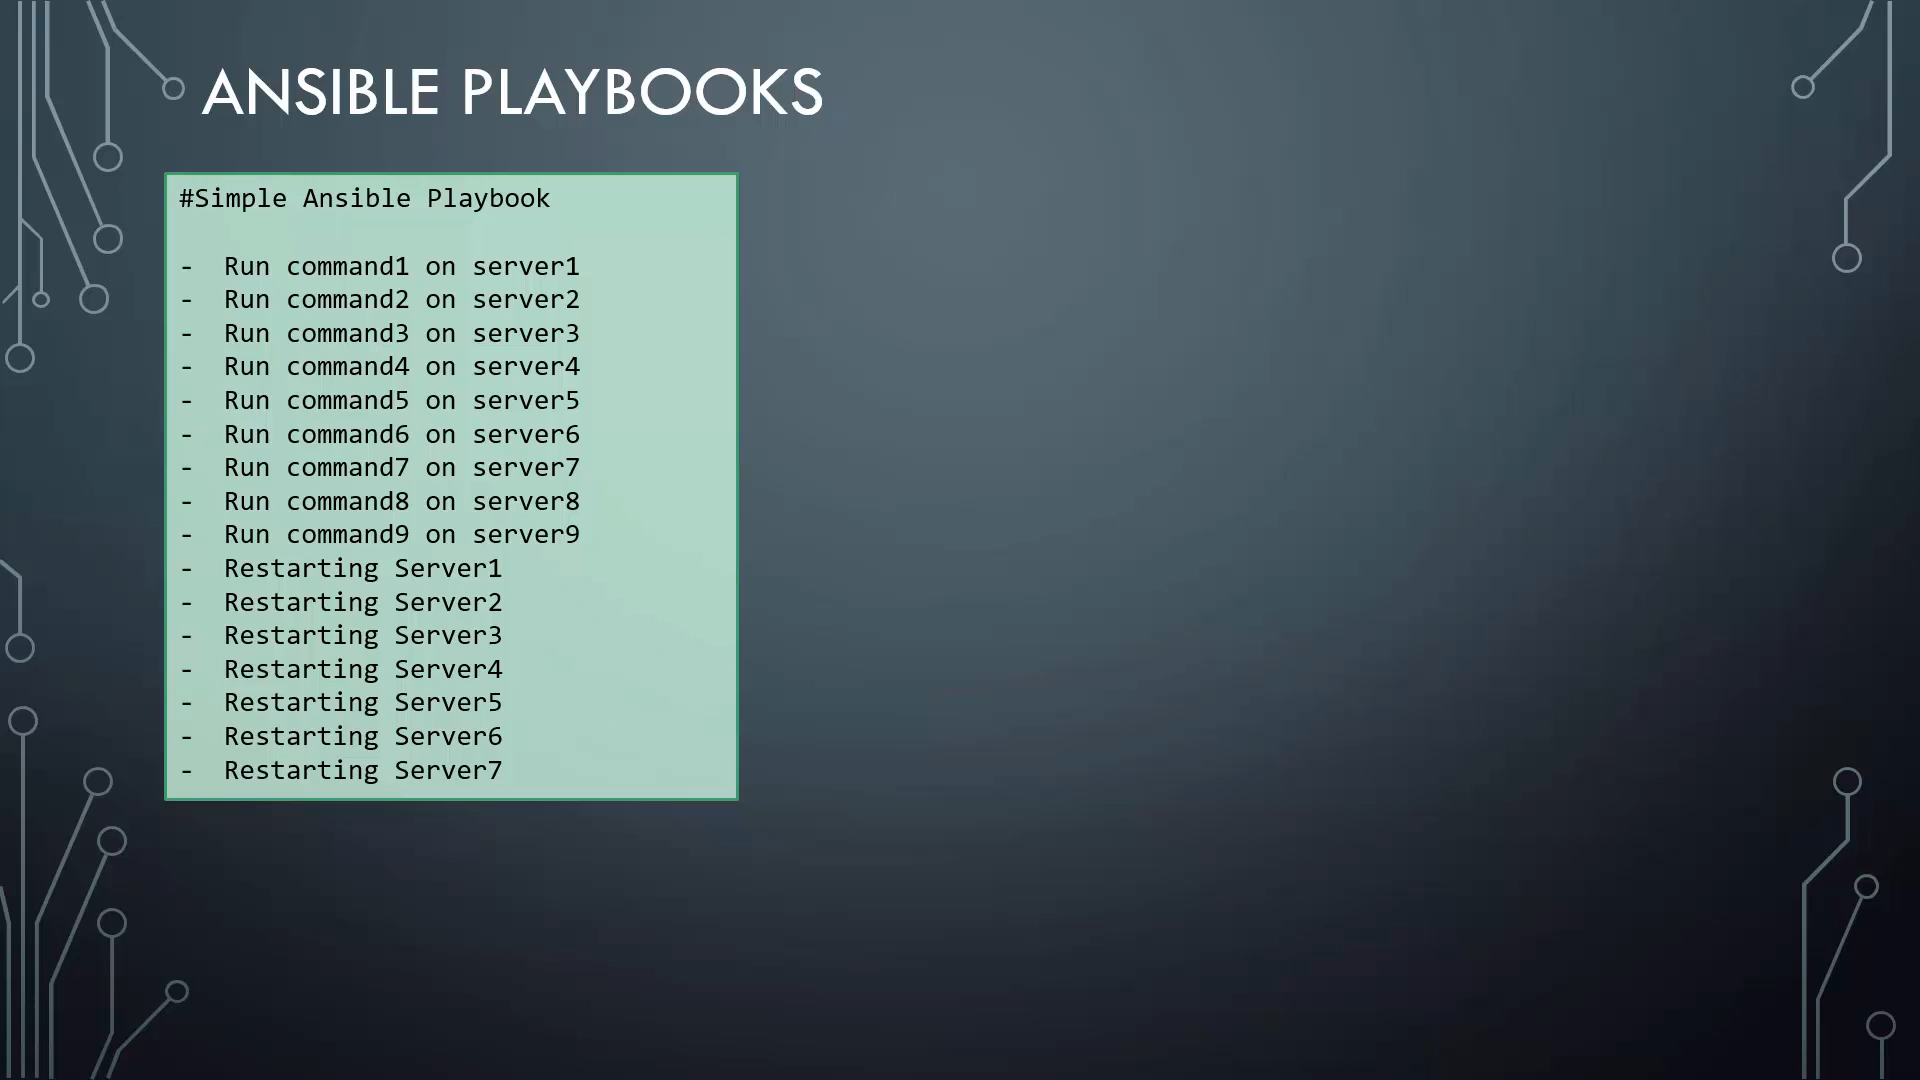 ANSIBLE PLAYBOOKS
#Simple Ansible Playbook
- Run command1 on server1
- Run command2 on server2
- Run command3 on server3
- Run command4 on server4
- Run command5 on server5
- Run command6 on server6
- Run command7 on server7
- Run command8 on server8
- Run command9 on server9
- Restarting Server1
- Restarting Server2
- Restarting Server3
- Restarting Server4
- Restarting Server5
- Restarting Server6
- Restarting Server7